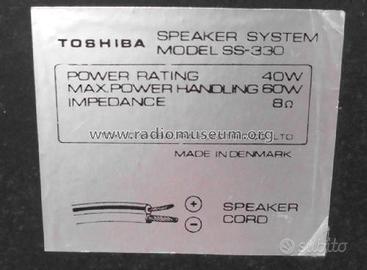 TOSHIBA SPEAKER SYSTEM
MODEL SS-330
POWER RATING 40W
MAX.POWER HANDLING 60W
IMPEDANCE 8Ω
© www.radiomuseum.org LTD
MADE IN DENMARK
+ SPEAKER
− CORD
subito